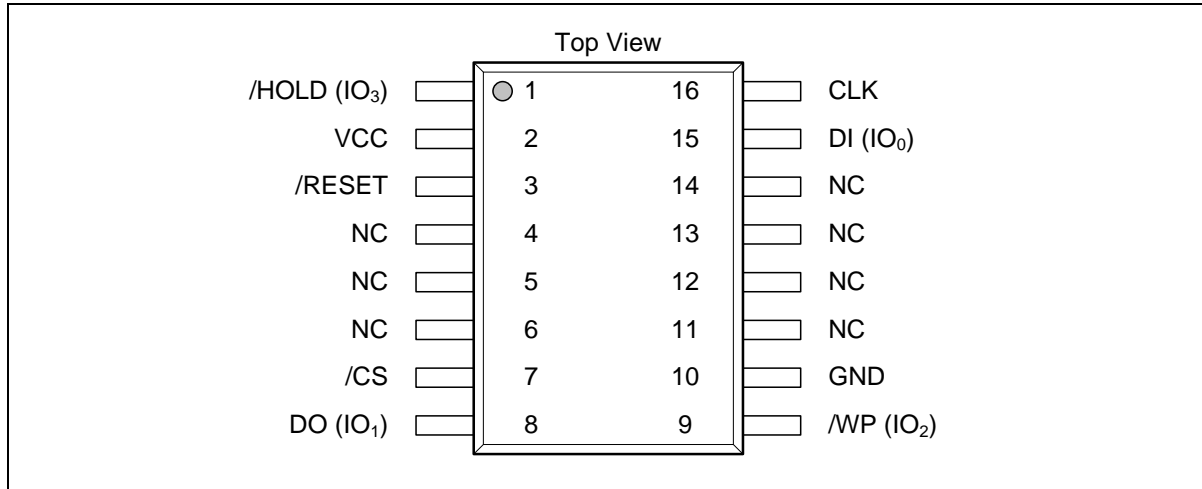 Top View
/HOLD (IO₃) 1 16 CLK
VCC 2 15 DI (IO₀)
/RESET 3 14 NC
NC 4 13 NC
NC 5 12 NC
NC 6 11 NC
/CS 7 10 GND
DO (IO₁) 8 9 /WP (IO₂)